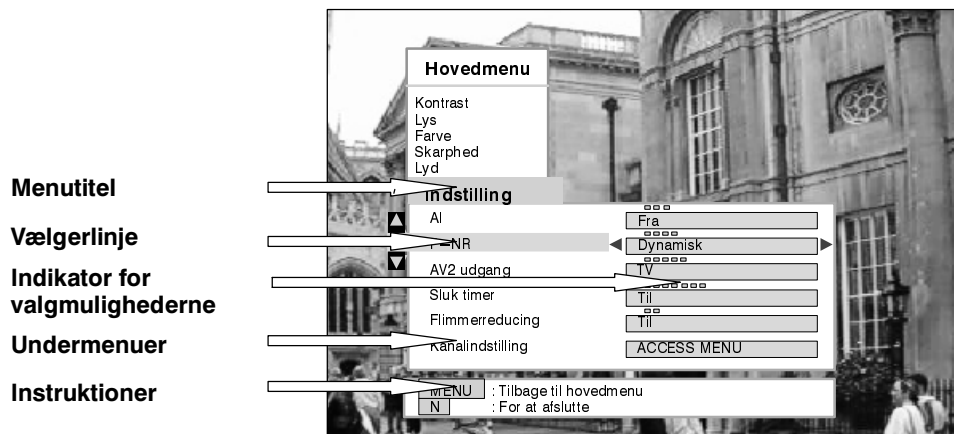 Hovedmenu
Kontrast
Lys
Farve
Skarphed
Lyd
Menutitel
Indstilling
AI
Fra
Vælgerlinje
NR
Dynamisk
AV2 udgang
TV
Indikator for
valgmulighederne
Sluk timer
Til
Flimmerreducing
Til
Undermenuer
Kanalindstilling
ACCESS MENU
Instruktioner
MENU : Tilbage til hovedmenu
N : For at afslutte